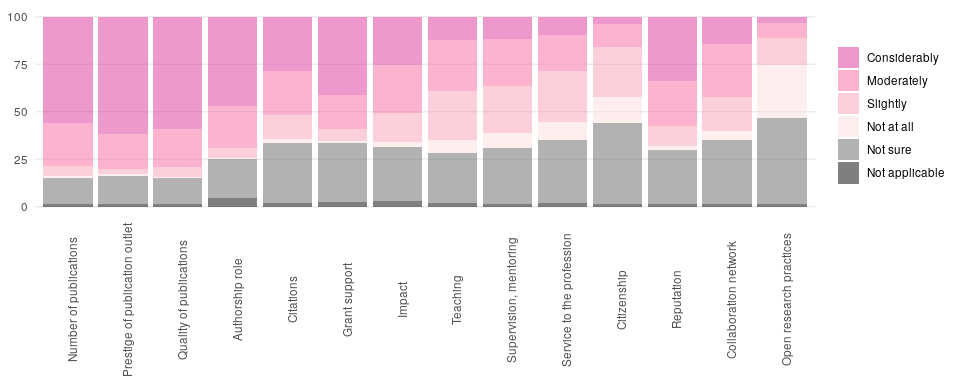 100
75
50
25
0
Considerably
Moderately
Slightly
Not at all
Not sure
Not applicable
Number of publications
Prestige of publication outlet
Quality of publications
Authorship role
Citations
Grant support
Impact
Teaching
Supervision, mentoring
Service to the profession
Citizenship
Reputation
Collaboration network
Open research practices